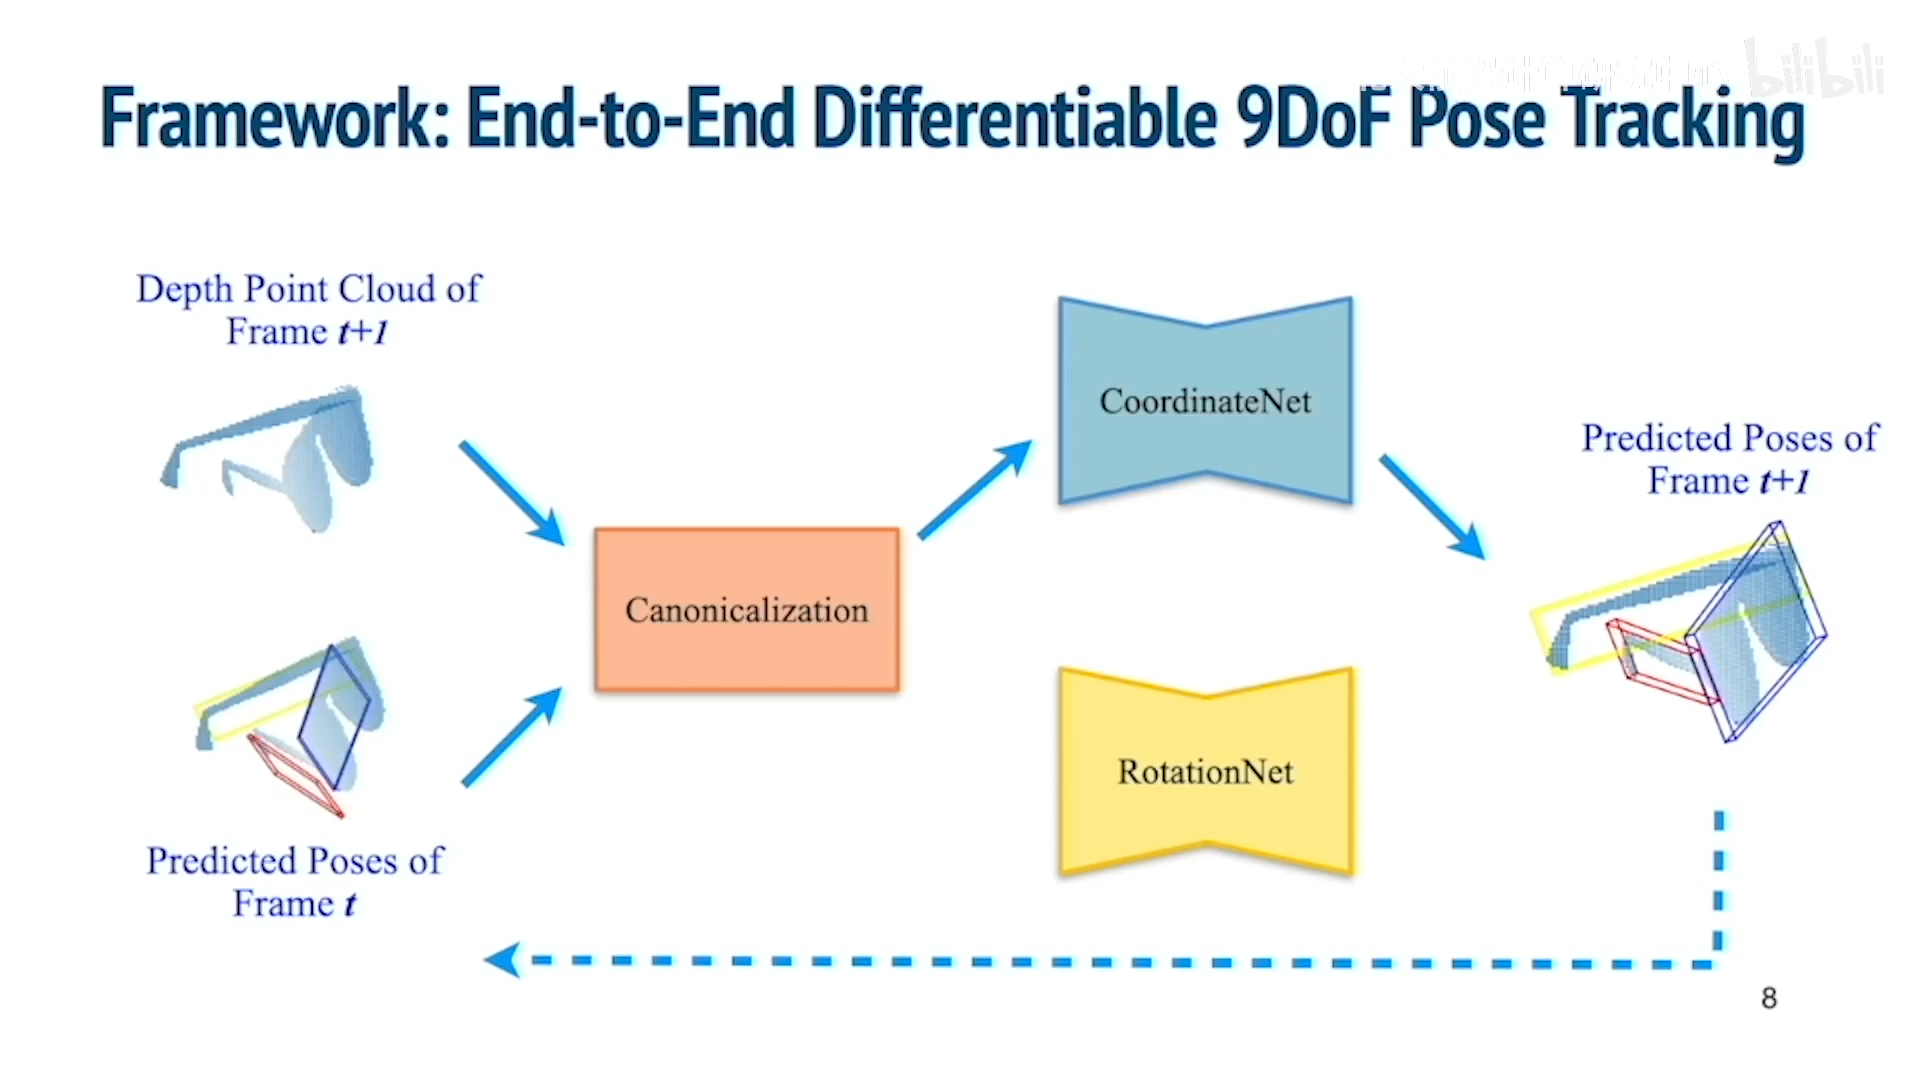 Framework: End-to-End Differentiable 9DoF Pose Tracking
bilibili
Depth Point Cloud of
Frame t+1
CoordinateNet
Predicted Poses of
Frame t+1
Canonicalization
RotationNet
Predicted Poses of
Frame t
8